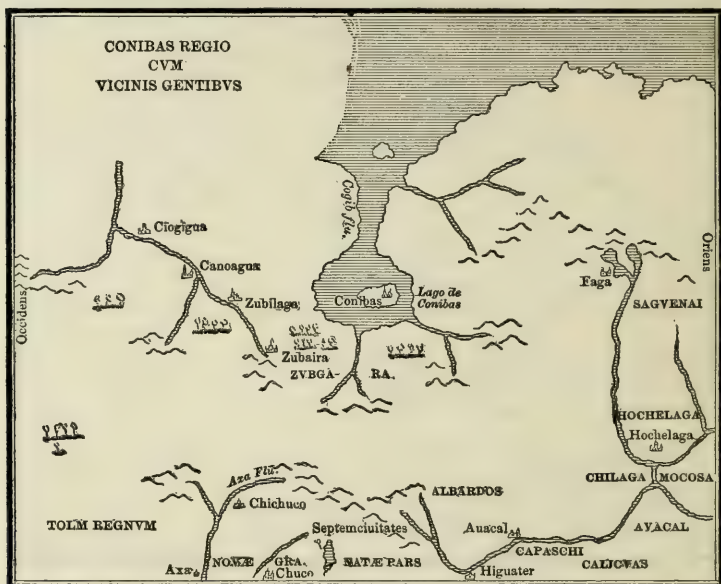 CONIBAS REGIO
CVM
VICINIS GENTIBVS
Cogib flu.
Ciogigua
Canoagua
Zubilaga
Occidens
Oriens
Conibas
Lago de
Conibas
Faga
SAGVENAI
Zubaira
ZVBGA- RA.
HOCHELAGA
Hochelaga
CHILAGA MOCOSA
Axa Flu.
Chichuco
ALBARDOS
TOLM REGNVM
Septemciuitates
Auacal
AVACAL
CAPASCHI
CALICVAS
Axa
NOVÆ GRA. NATÆ PARS
Chuco
Higuater